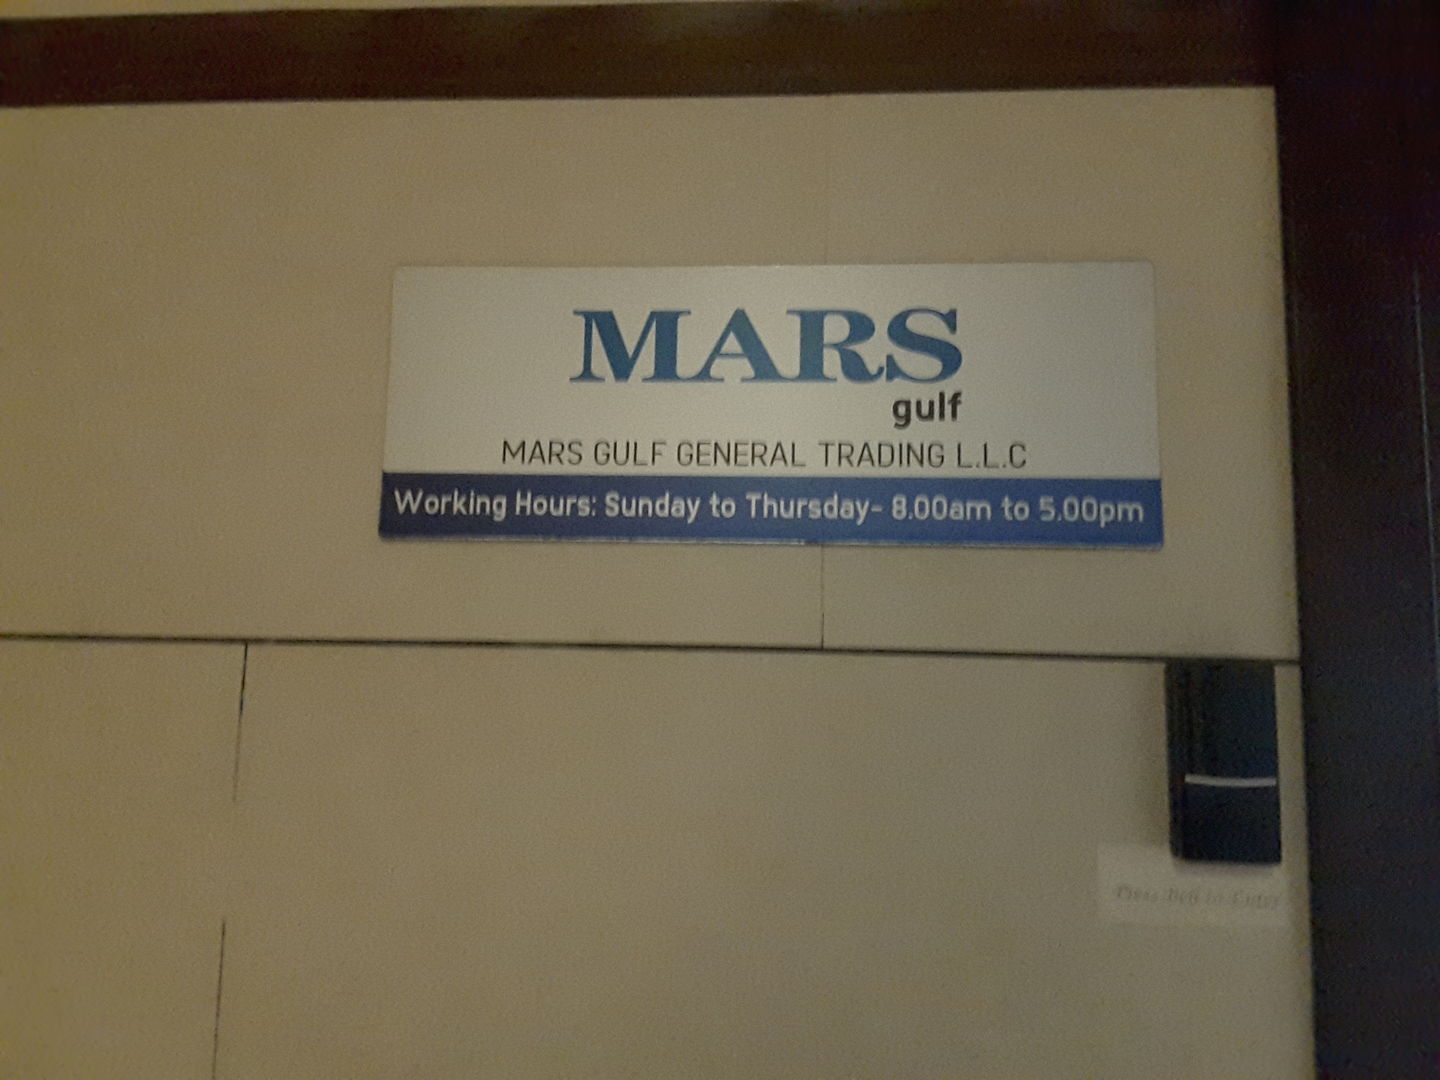 MARS
gulf
MARS GULF GENERAL TRADING L.L.C
Working Hours: Sunday to Thursday- 8.00am to 5.00pm